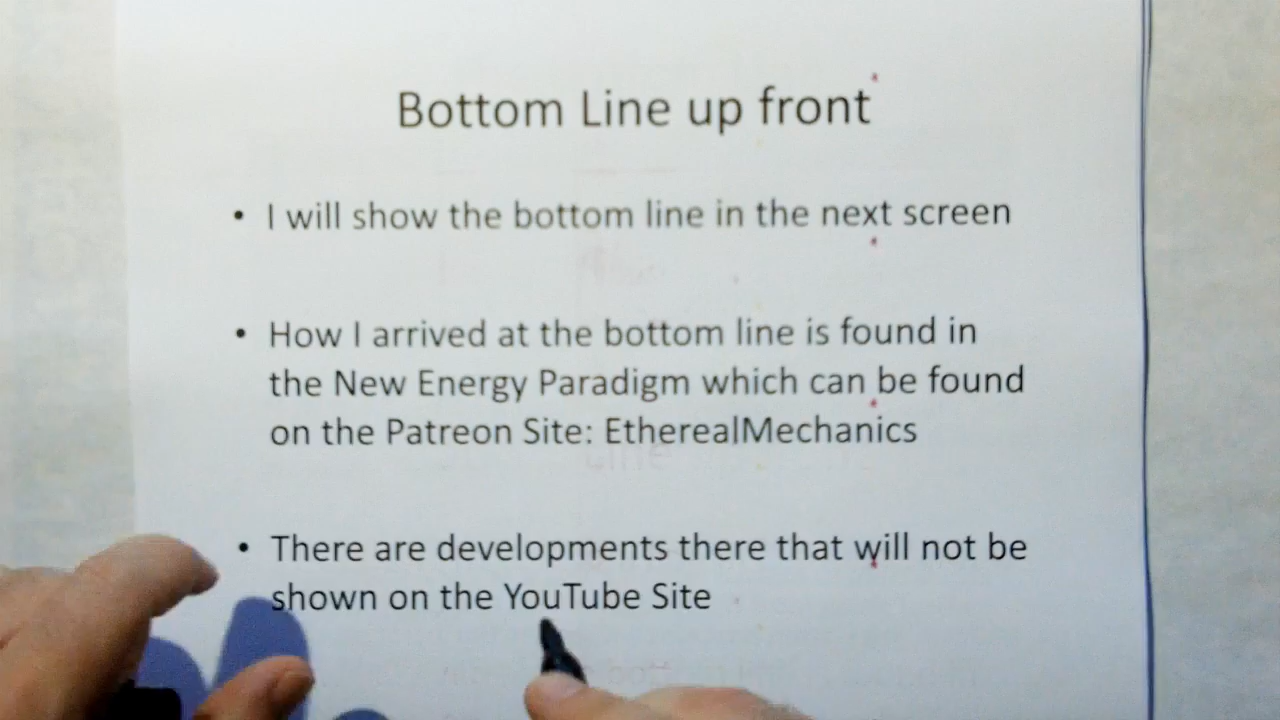 Bottom Line up front
• I will show the bottom line in the next screen
• How I arrived at the bottom line is found in
the New Energy Paradigm which can be found
on the Patreon Site: EtherealMechanics
• There are developments there that will not be
shown on the YouTube Site